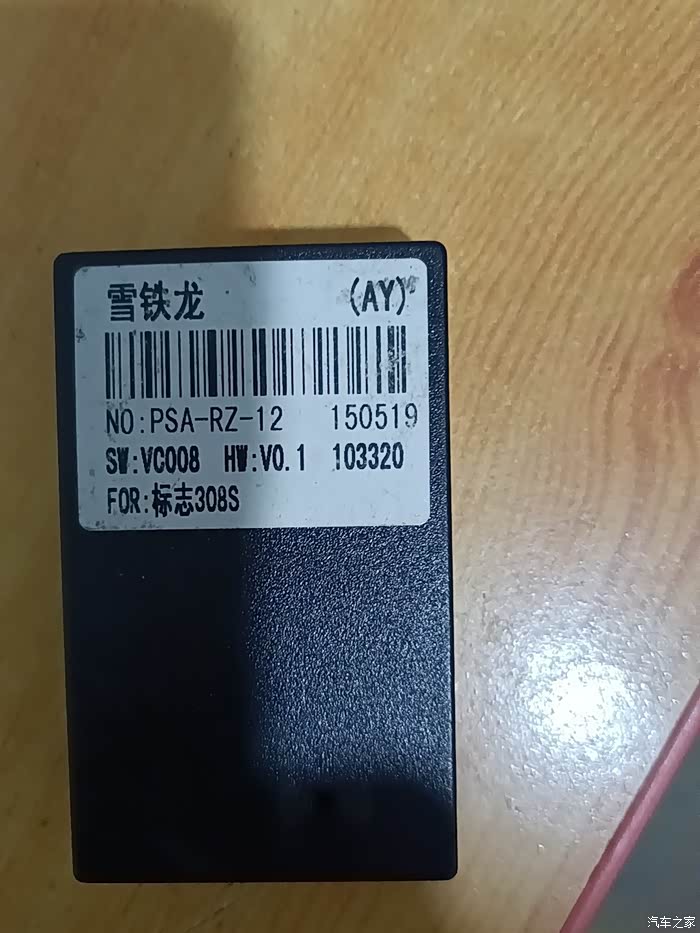 雪铁龙 (AY)
NO:PSA-RZ-12 150519
SW:VC008 HW:V0.1 103320
FOR:标志308S
汽车之家